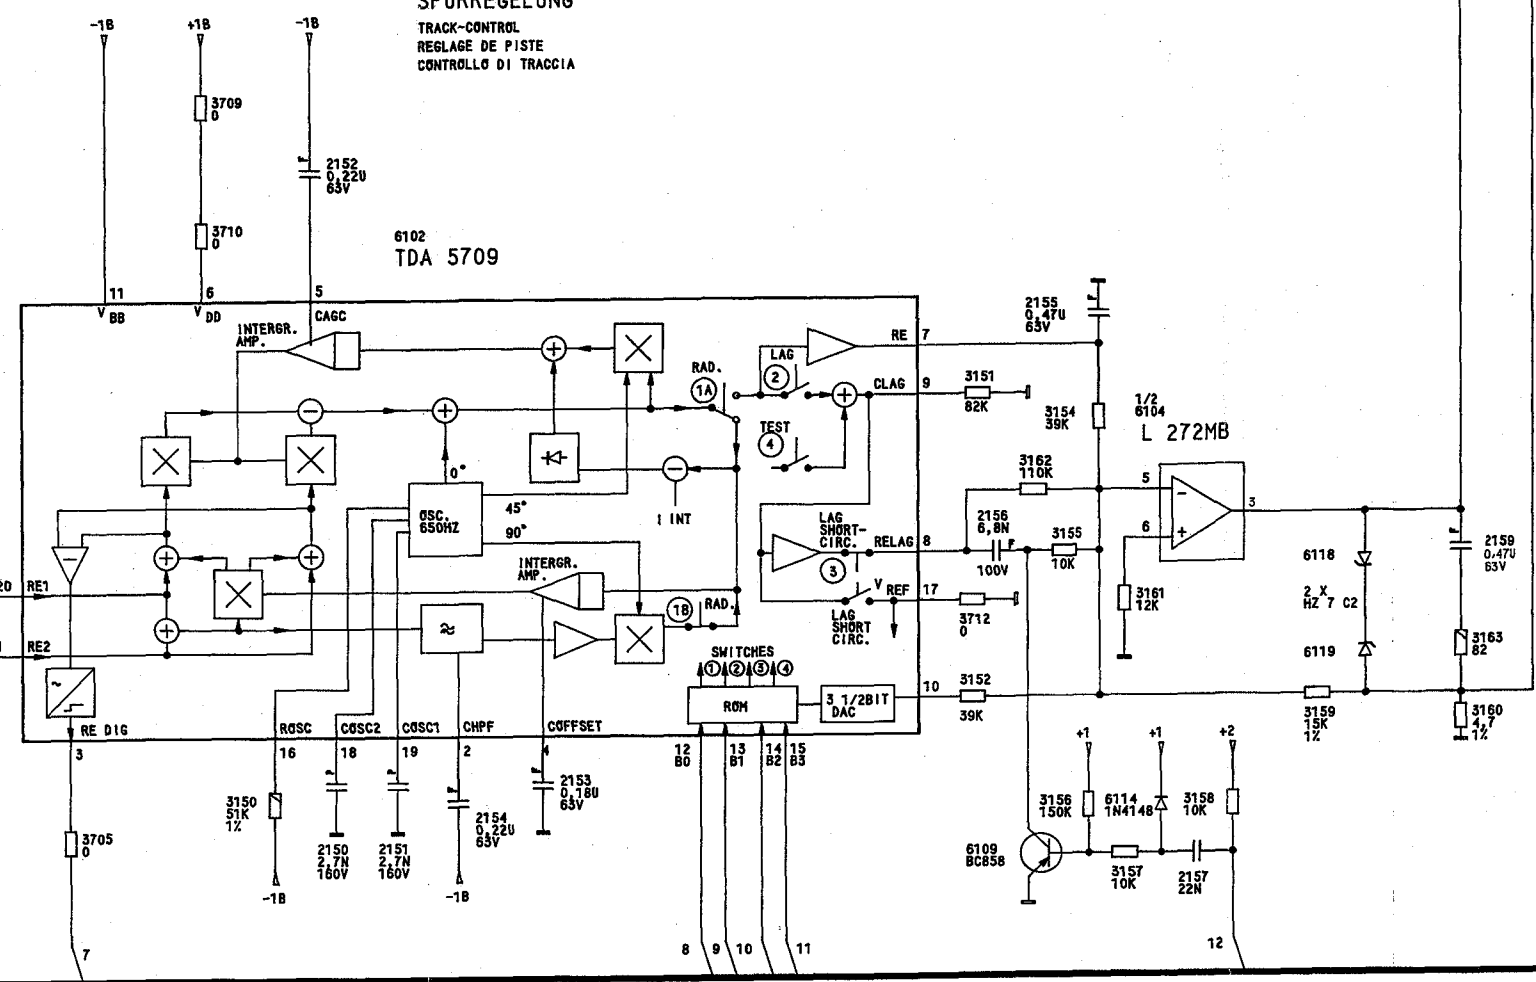 SPURREGELUNG
TRACK-CONTROL
REGLAGE DE PISTE
CONTROLLO DI TRACCIA
-1B
+1B
-1B
3709
0
2152
0,22U
63V
3710
0
6102
TDA 5709
11
VBB
6
VDD
5
CAGC
INTERGR.
AMP.
RE
7
2155
0,47U
63V
RAD.
1A
LAG
2
CLAG
9
3151
82K
3154
39K
1/2
6104
L 272MB
TEST
4
0°
OSC.
650HZ
45°
90°
I INT
LAG
SHORT-
CIRC.
3
RELAG
8
3162
110K
2156
6,8N
100V
3155
10K
5
6
3
3161
12K
6118
2 X
HZ 7 C2
6119
2159
0,47U
63V
3163
82
INTERGR.
AMP.
20
RE1
RE2
1B
RAD.
V REF
17
3712
0
LAG
SHORT
CIRC.
SWITCHES
1 2 3 4
ROM
3 1/2BIT
DAC
10
3152
39K
3159
15K
1%
3160
4,7
1%
RE DIG
3
ROSC
16
COSC2
18
COSC1
19
CHPF
2
COFFSET
4
12
B0
13
B1
14
B2
15
B3
3150
51K
1%
2150
2,7N
160V
2151
2,7N
160V
2154
0,22U
63V
2153
0,18U
63V
3705
0
-1B
-1B
+1
+1
+2
3156
150K
6114
1N4148
3158
10K
6109
BC858
3157
10K
2157
22N
7
8
9
10
11
12